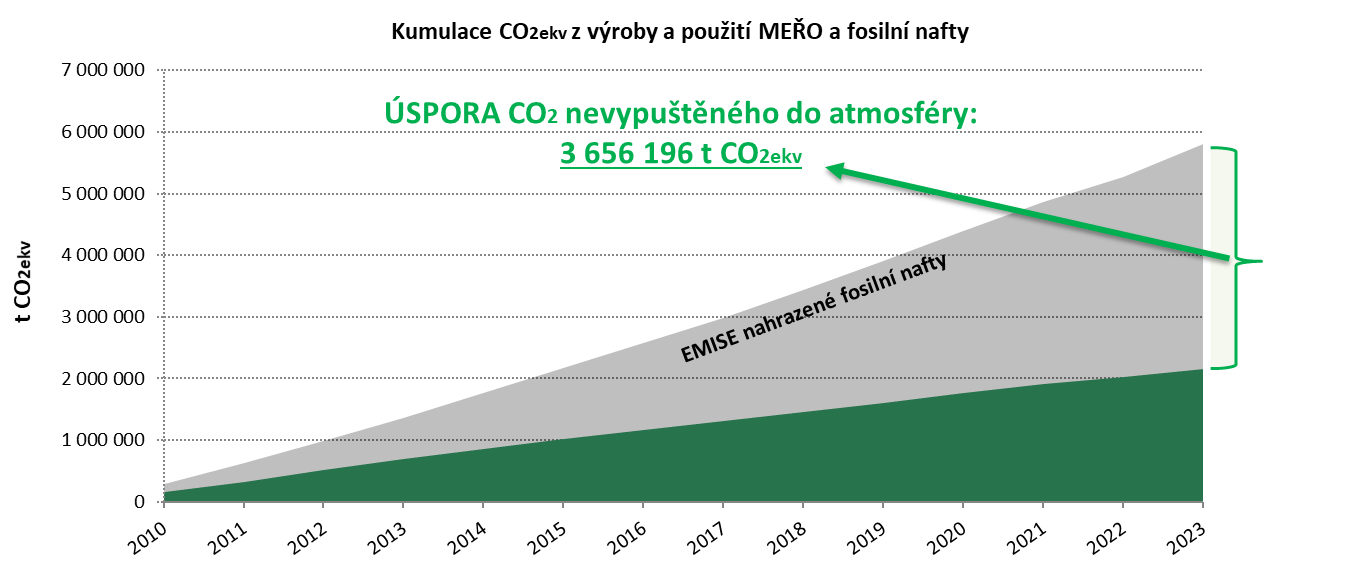 Kumulace CO2ekv z výroby a použití MEŘO a fosilní nafty
7 000 000
6 000 000
5 000 000
4 000 000
3 000 000
2 000 000
1 000 000
0
t CO2ekv
ÚSPORA CO2 nevypuštěného do atmosféry:
3 656 196 t CO2ekv
EMISE nahrazené fosilní nafty
2010
2011
2012
2013
2014
2015
2016
2017
2018
2019
2020
2021
2022
2023